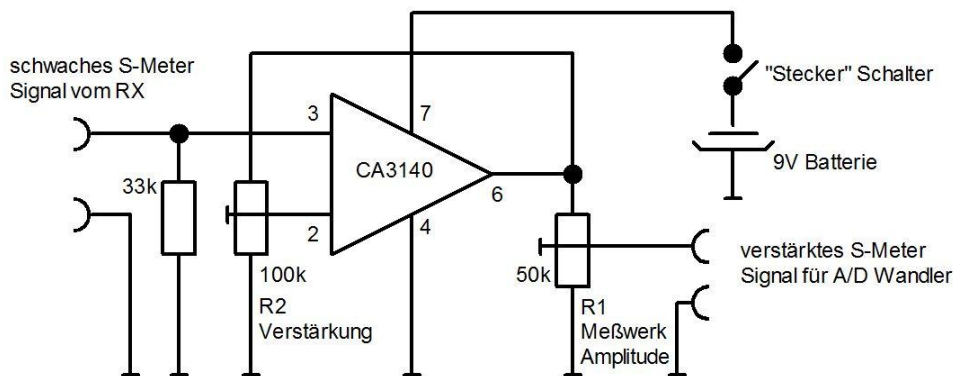 schwaches S-Meter
Signal vom RX
33k
3
2
7
CA3140
4
6
100k
R2
Verstärkung
50k
R1
Meßwerk
Amplitude
"Stecker" Schalter
9V Batterie
verstärktes S-Meter
Signal für A/D Wandler